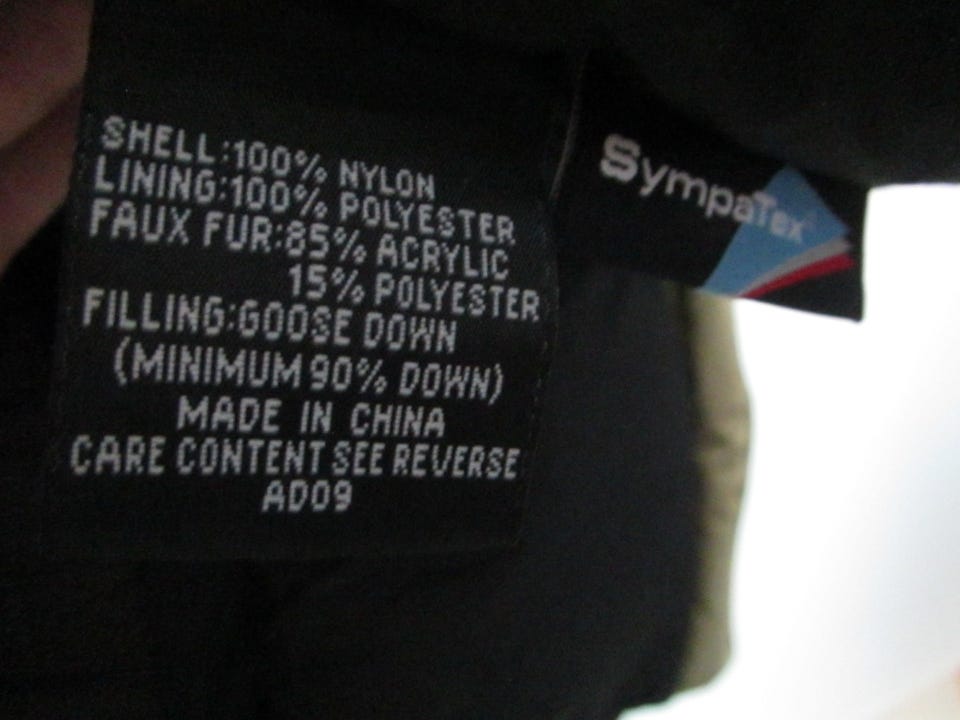 SHELL:100% NYLON
LINING:100% POLYESTER
FAUX FUR:85% ACRYLIC
15% POLYESTER
FILLING:GOOSE DOWN
(MINIMUM 90% DOWN)
MADE IN CHINA
CARE CONTENT SEE REVERSE
AD09
SympaTex